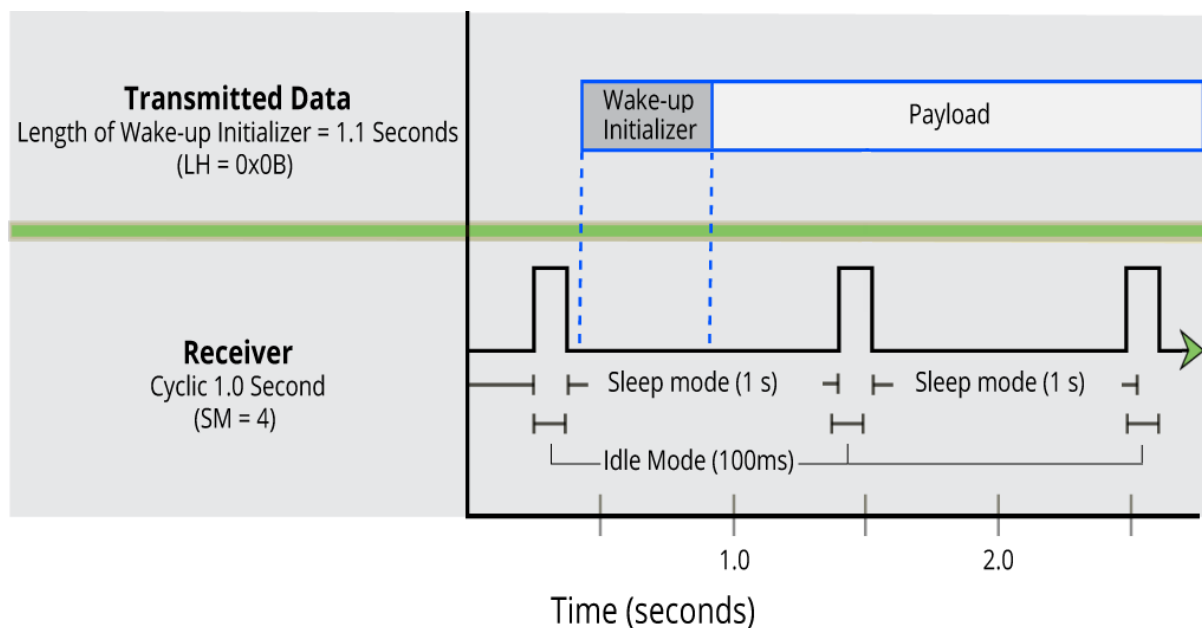 Transmitted Data
Length of Wake-up Initializer = 1.1 Seconds
(LH = 0x0B)
Wake-up
Initializer
Payload
Receiver
Cyclic 1.0 Second
(SM = 4)
Sleep mode (1 s)
Sleep mode (1 s)
Idle Mode (100ms)
1.0
2.0
Time (seconds)